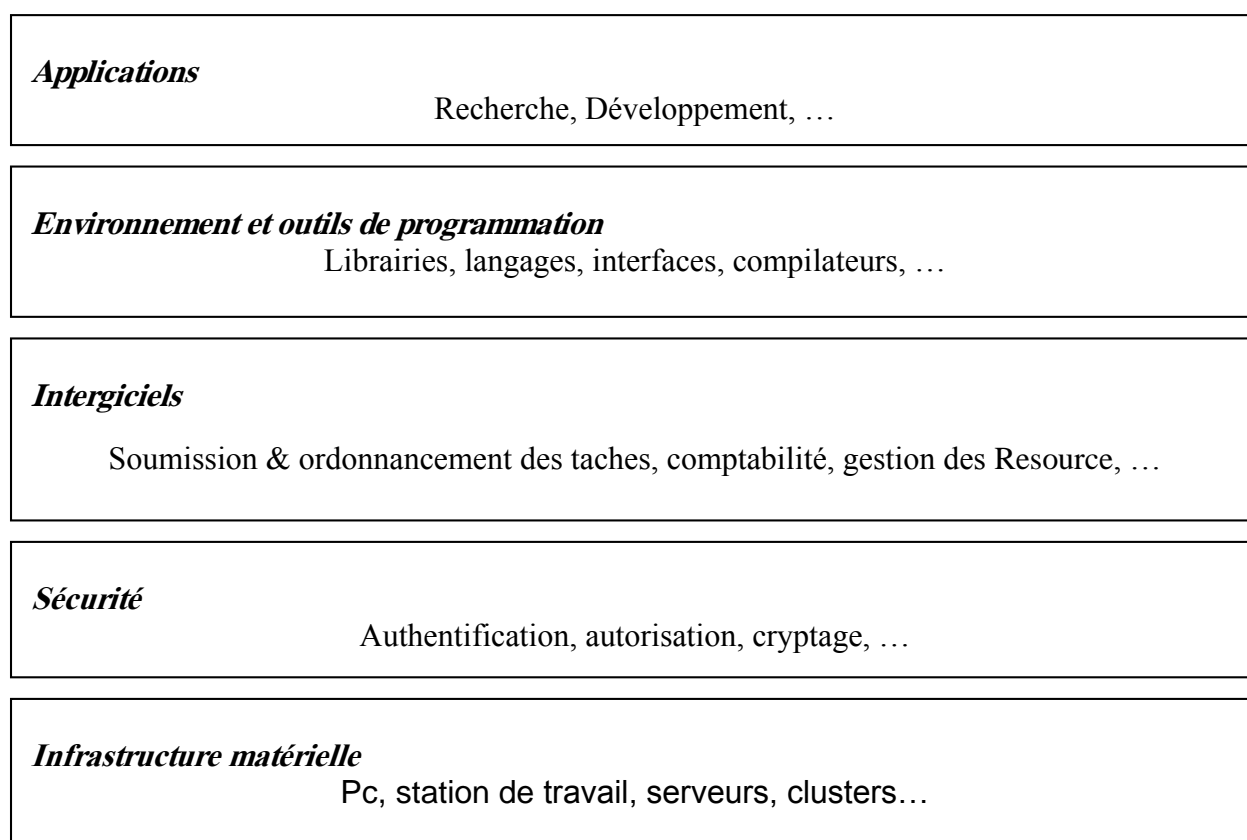 Applications
Recherche, Développement, …
Environnement et outils de programmation
Librairies, langages, interfaces, compilateurs, …
Intergiciels
Soumission & ordonnancement des taches, comptabilité, gestion des Resource, …
Sécurité
Authentification, autorisation, cryptage, …
Infrastructure matérielle
Pc, station de travail, serveurs, clusters…